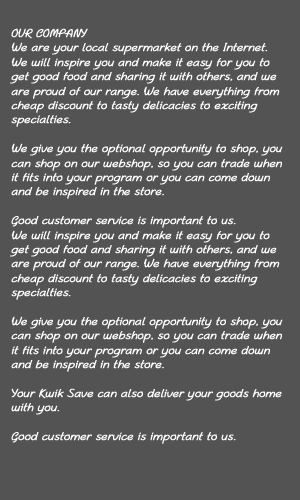 OUR COMPANY
We are your local supermarket on the Internet.
We will inspire you and make it easy for you to
get good food and sharing it with others, and we
are proud of our range. We have everything from
cheap discount to tasty delicacies to exciting
specialties.
We give you the optional opportunity to shop, you
can shop on our webshop, so you can trade when
it fits into your program or you can come down
and be inspired in the store.
Good customer service is important to us.
We will inspire you and make it easy for you to
get good food and sharing it with others, and we
are proud of our range. We have everything from
cheap discount to tasty delicacies to exciting
specialties.
We give you the optional opportunity to shop, you
can shop on our webshop, so you can trade when
it fits into your program or you can come down
and be inspired in the store.
Your Kwik Save can also deliver your goods home
with you.
Good customer service is important to us.